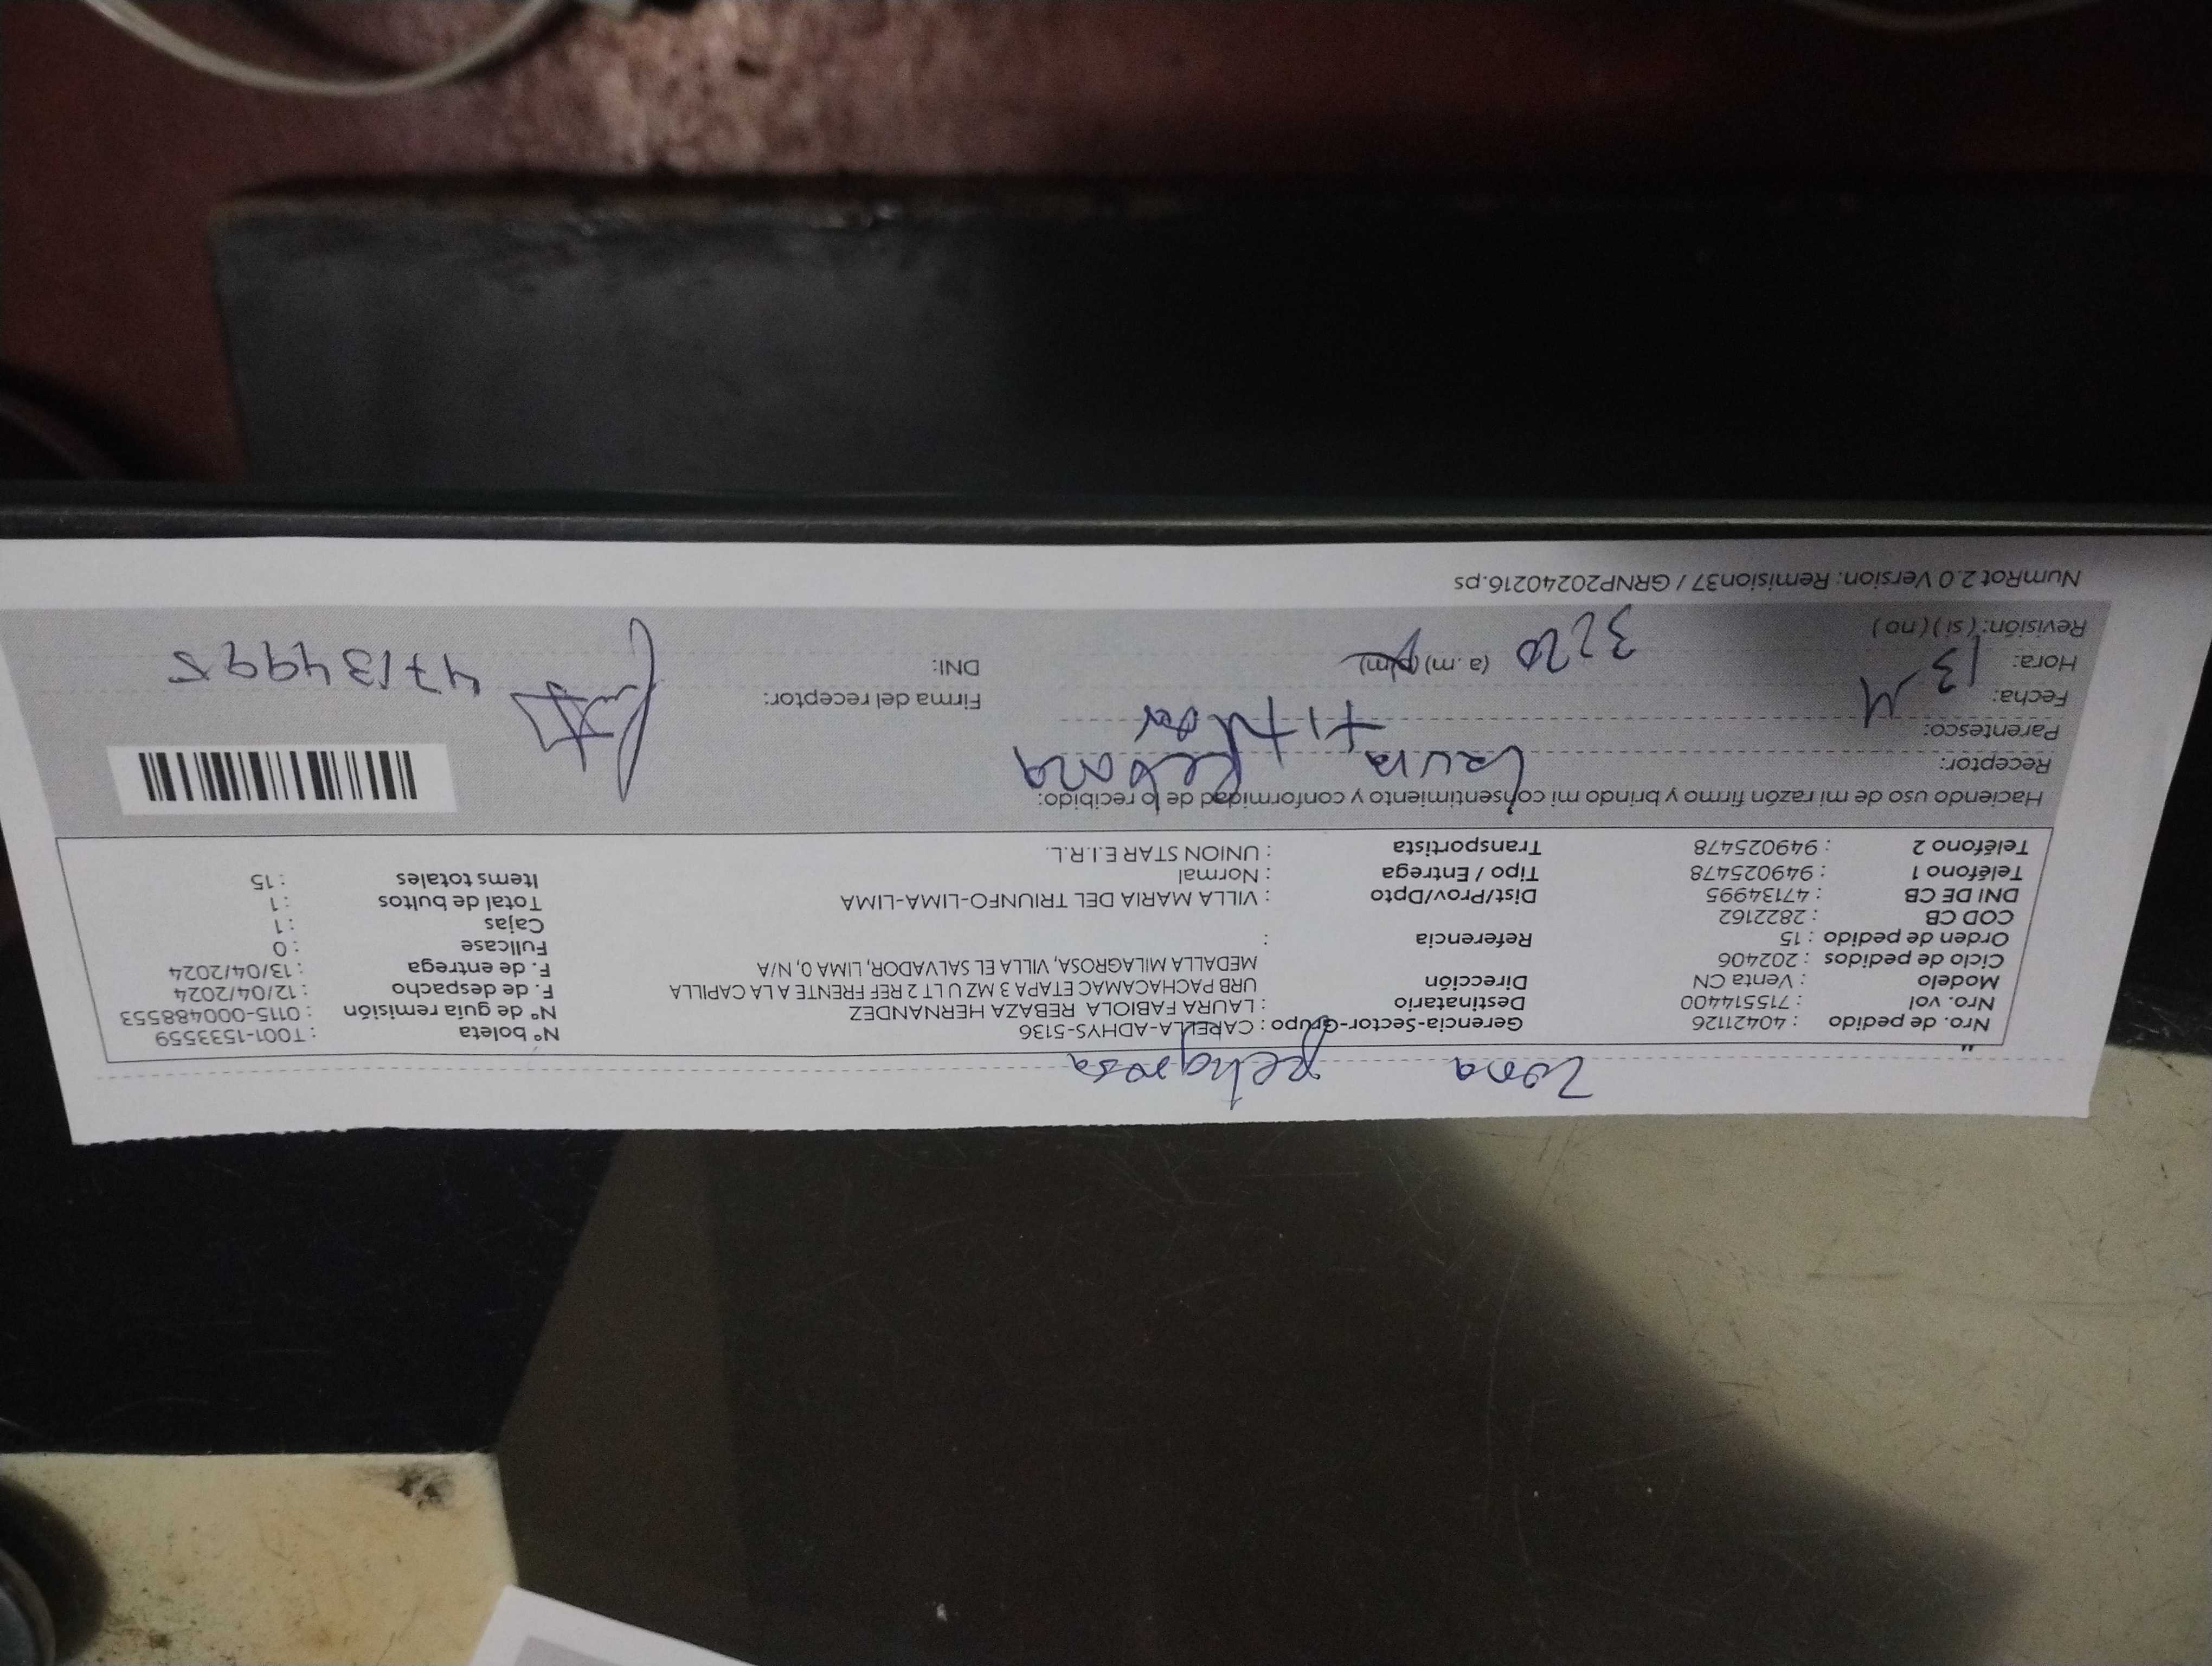 Zona peligrosa
"
Nro. de pedido : 40421126 Gerencia-Sector-Grupo : CARELLA-ADHYS-5136 N° boleta : T001-1533559
Nro. vol : 715514400 Destinatario : LAURA FABIOLA REBAZA HERNANDEZ N° de guía remisión : 0115-000488553
Modelo : Venta CN Dirección URB PACHACAMAC ETAPA 3 MZ U LT 2 REF FRENTE A LA CAPILLA F. de despacho : 12/04/2024
Ciclo de pedidos : 202406 MEDALLA MILAGROSA, VILLA EL SALVADOR, LIMA 0, N/A F. de entrega : 13/04/2024
Orden de pedido : 15 Referencia : Fullcase : 0
COD CB : 2822162 Cajas : 1
DNI DE CB : 47134995 Dist/Prov/Dpto : VILLA MARIA DEL TRIUNFO-LIMA-LIMA Total de bultos : 1
Teléfono 1 : 949025478 Tipo / Entrega : Normal Items totales : 15
Teléfono 2 : 949025478 Transportista : UNION STAR E.I.R.L.
Haciendo uso de mi razón firmo y brindo mi consentimiento y conformidad de lo recibido:
Receptor: Laura Rebaza
Parentesco: titular
Fecha: 13 Firma del receptor:
Hora: 3:20 (a.m) (p.m) DNI: 47134995
Revisión: ( si ) ( no )
NumRot 2.0 Version: Remision37 / GRNP20240216.ps